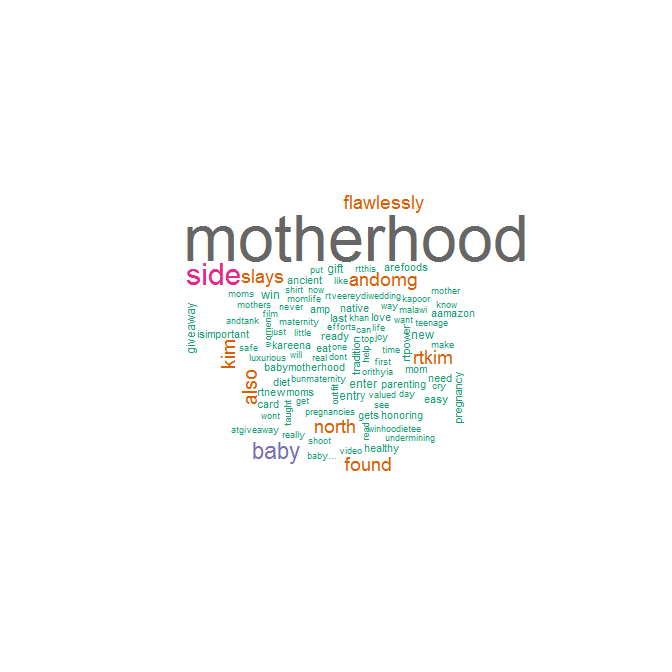 flawlessly
motherhood
side slays put gift rtthis arefoods
ancient like andomg
moms win shirt now rtveereydiwedding kapoor mother
momlife
mothers never amp native way malawi know
film aamazon
giveaway andtank maternity last khan love want teenage
isimportant women just little efforts can life new
ready top joy rtpower
kim safe kareena eat one tradition help time make
luxurious will real dont first rtkim
babymotherhood orithyia mom
also diet bunmaternity enter parenting need cry pregnancy
rtnewmoms outfit entry valued day easy
card taught get see
wont pregnancies gets honoring
atgiveaway north read winhoodietee
really undermining
baby shoot video healthy
baby… found